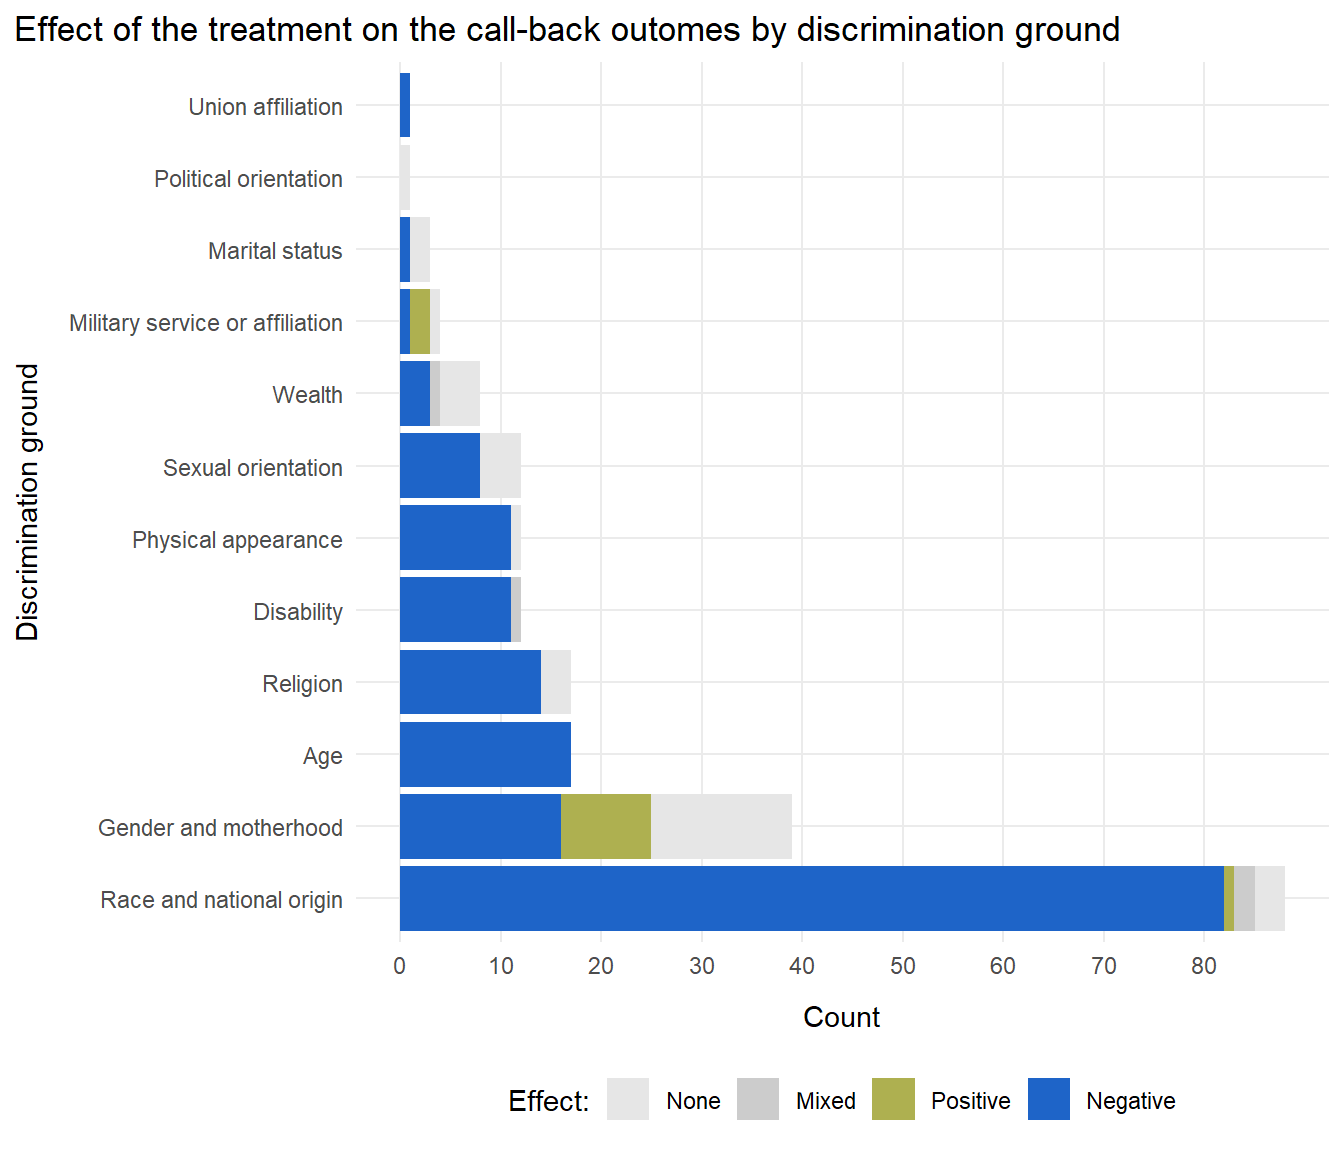 Effect of the treatment on the call-back outomes by discrimination ground
Union affiliation
Political orientation
Marital status
Military service or affiliation
Wealth
Sexual orientation
Physical appearance
Disability
Religion
Age
Gender and motherhood
Race and national origin
Discrimination ground
0 10 20 30 40 50 60 70 80
Count
Effect: None Mixed Positive Negative